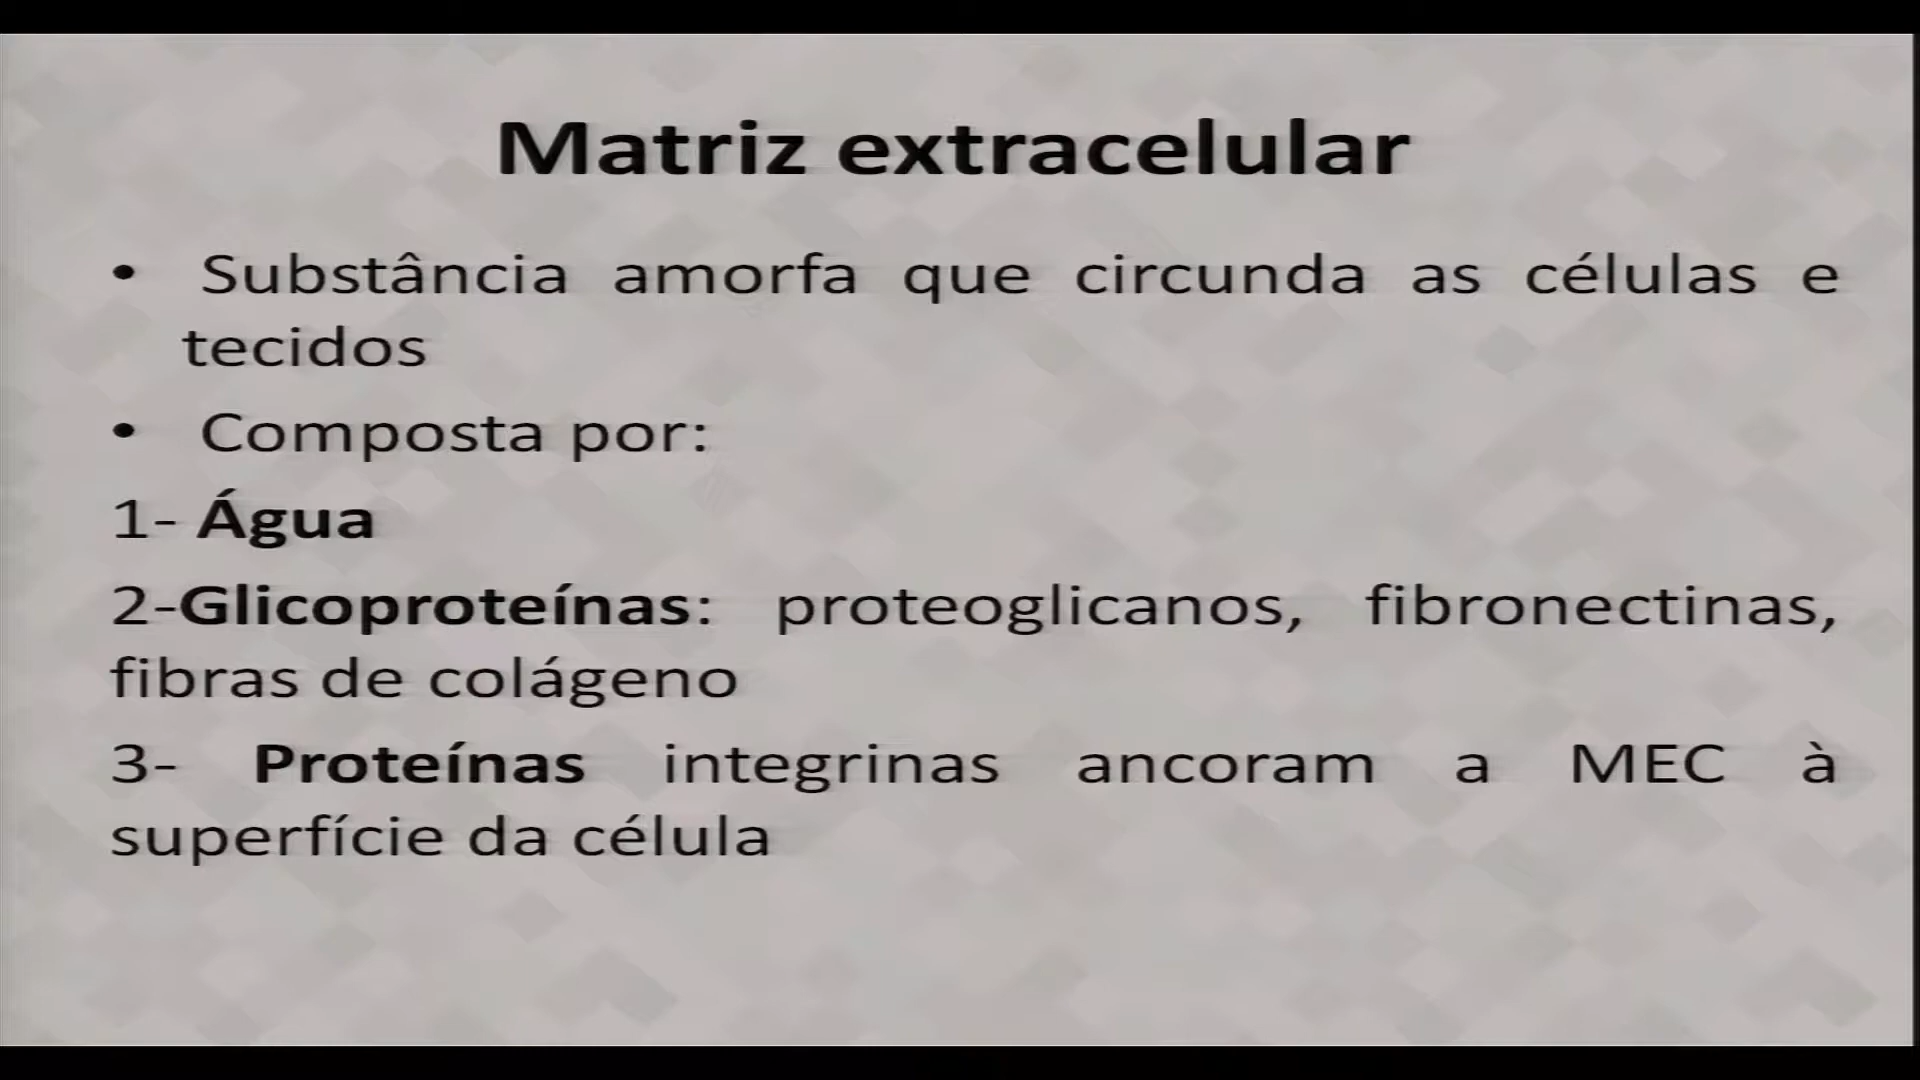 Matriz extracelular
• Substância amorfa que circunda as células e
tecidos
• Composta por:
1- Água
2-Glicoproteínas: proteoglicanos, fibronectinas,
fibras de colágeno
3- Proteínas integrinas ancoram a MEC à
superfície da célula